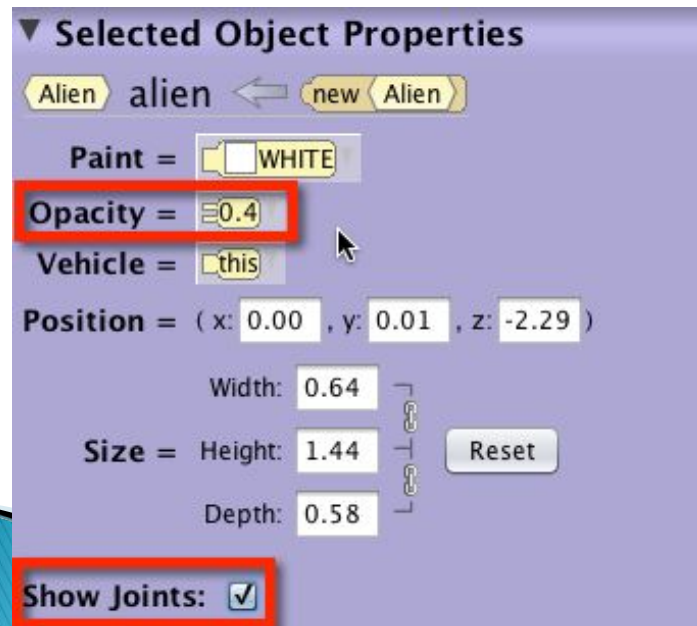 Selected Object Properties
Alien alien new Alien
Paint = WHITE
Opacity = 0.4
Vehicle = this
Position = ( x: 0.00 , y: 0.01 , z: -2.29 )
Width: 0.64
Size = Height: 1.44 Reset
Depth: 0.58
Show Joints: